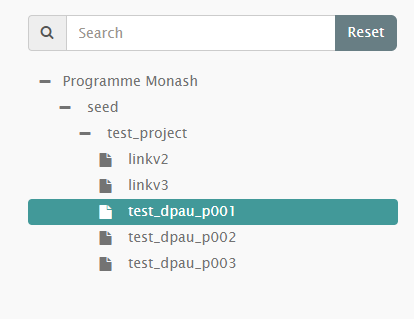 Search Reset
Programme Monash
seed
test_project
linkv2
linkv3
test_dpau_p001
test_dpau_p002
test_dpau_p003